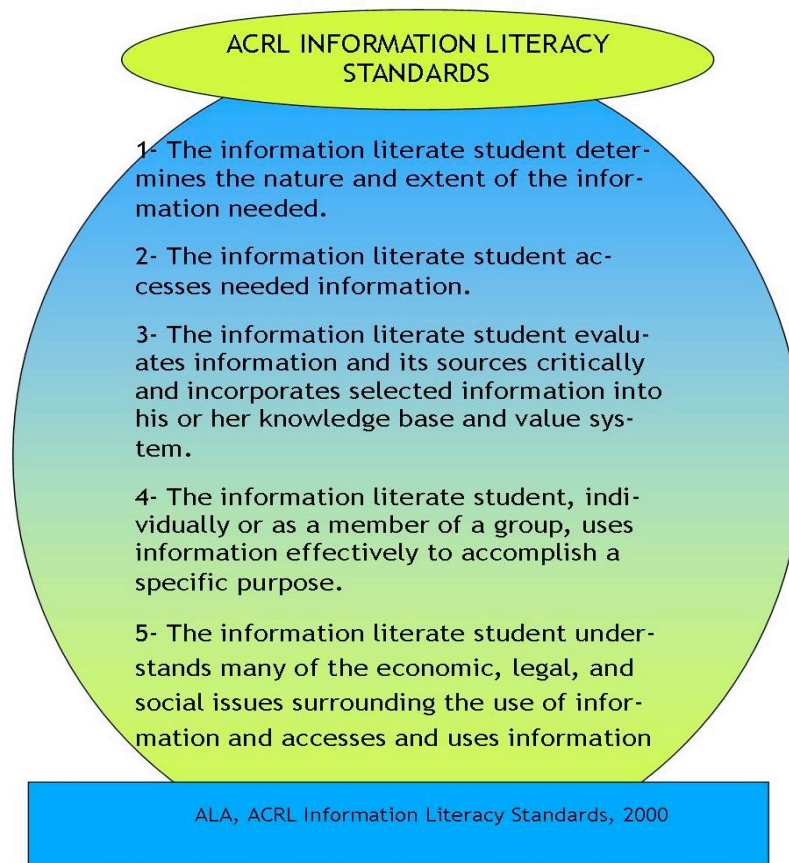 ACRL INFORMATION LITERACY
STANDARDS
1- The information literate student deter-
mines the nature and extent of the infor-
mation needed.
2- The information literate student ac-
cesses needed information.
3- The information literate student evalu-
ates information and its sources critically
and incorporates selected information into
his or her knowledge base and value sys-
tem.
4- The information literate student, indi-
vidually or as a member of a group, uses
information effectively to accomplish a
specific purpose.
5- The information literate student under-
stands many of the economic, legal, and
social issues surrounding the use of infor-
mation and accesses and uses information
ALA, ACRL Information Literacy Standards, 2000